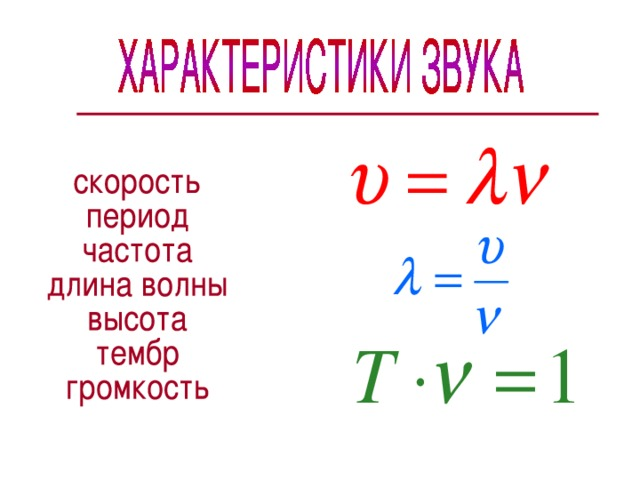 ХАРАКТЕРИСТИКИ ЗВУКА
скорость
период
частота
длина волны
высота
тембр
громкость
υ = λν
λ = υ/ν
T · ν = 1